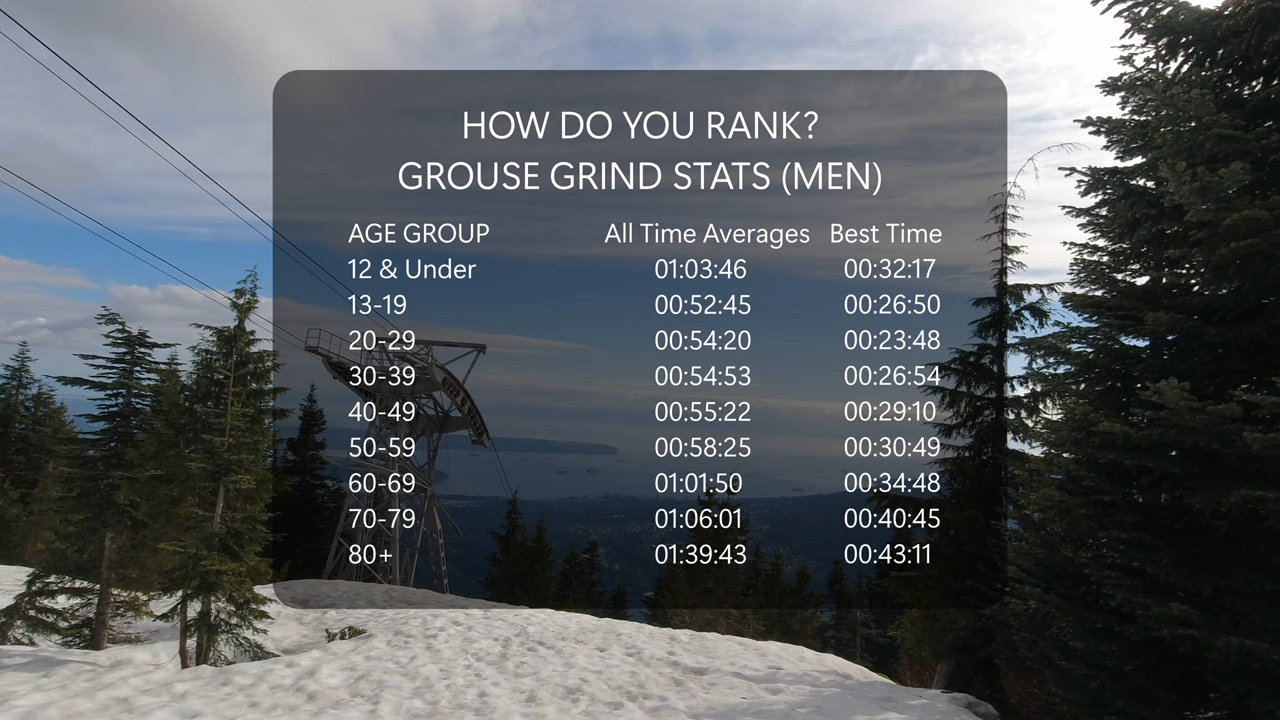 HOW DO YOU RANK?
GROUSE GRIND STATS (MEN)
AGE GROUP All Time Averages Best Time
12 & Under 01:03:46 00:32:17
13-19 00:52:45 00:26:50
20-29 00:54:20 00:23:48
30-39 00:54:53 00:26:54
40-49 00:55:22 00:29:10
50-59 00:58:25 00:30:49
60-69 01:01:50 00:34:48
70-79 01:06:01 00:40:45
80+ 01:39:43 00:43:11